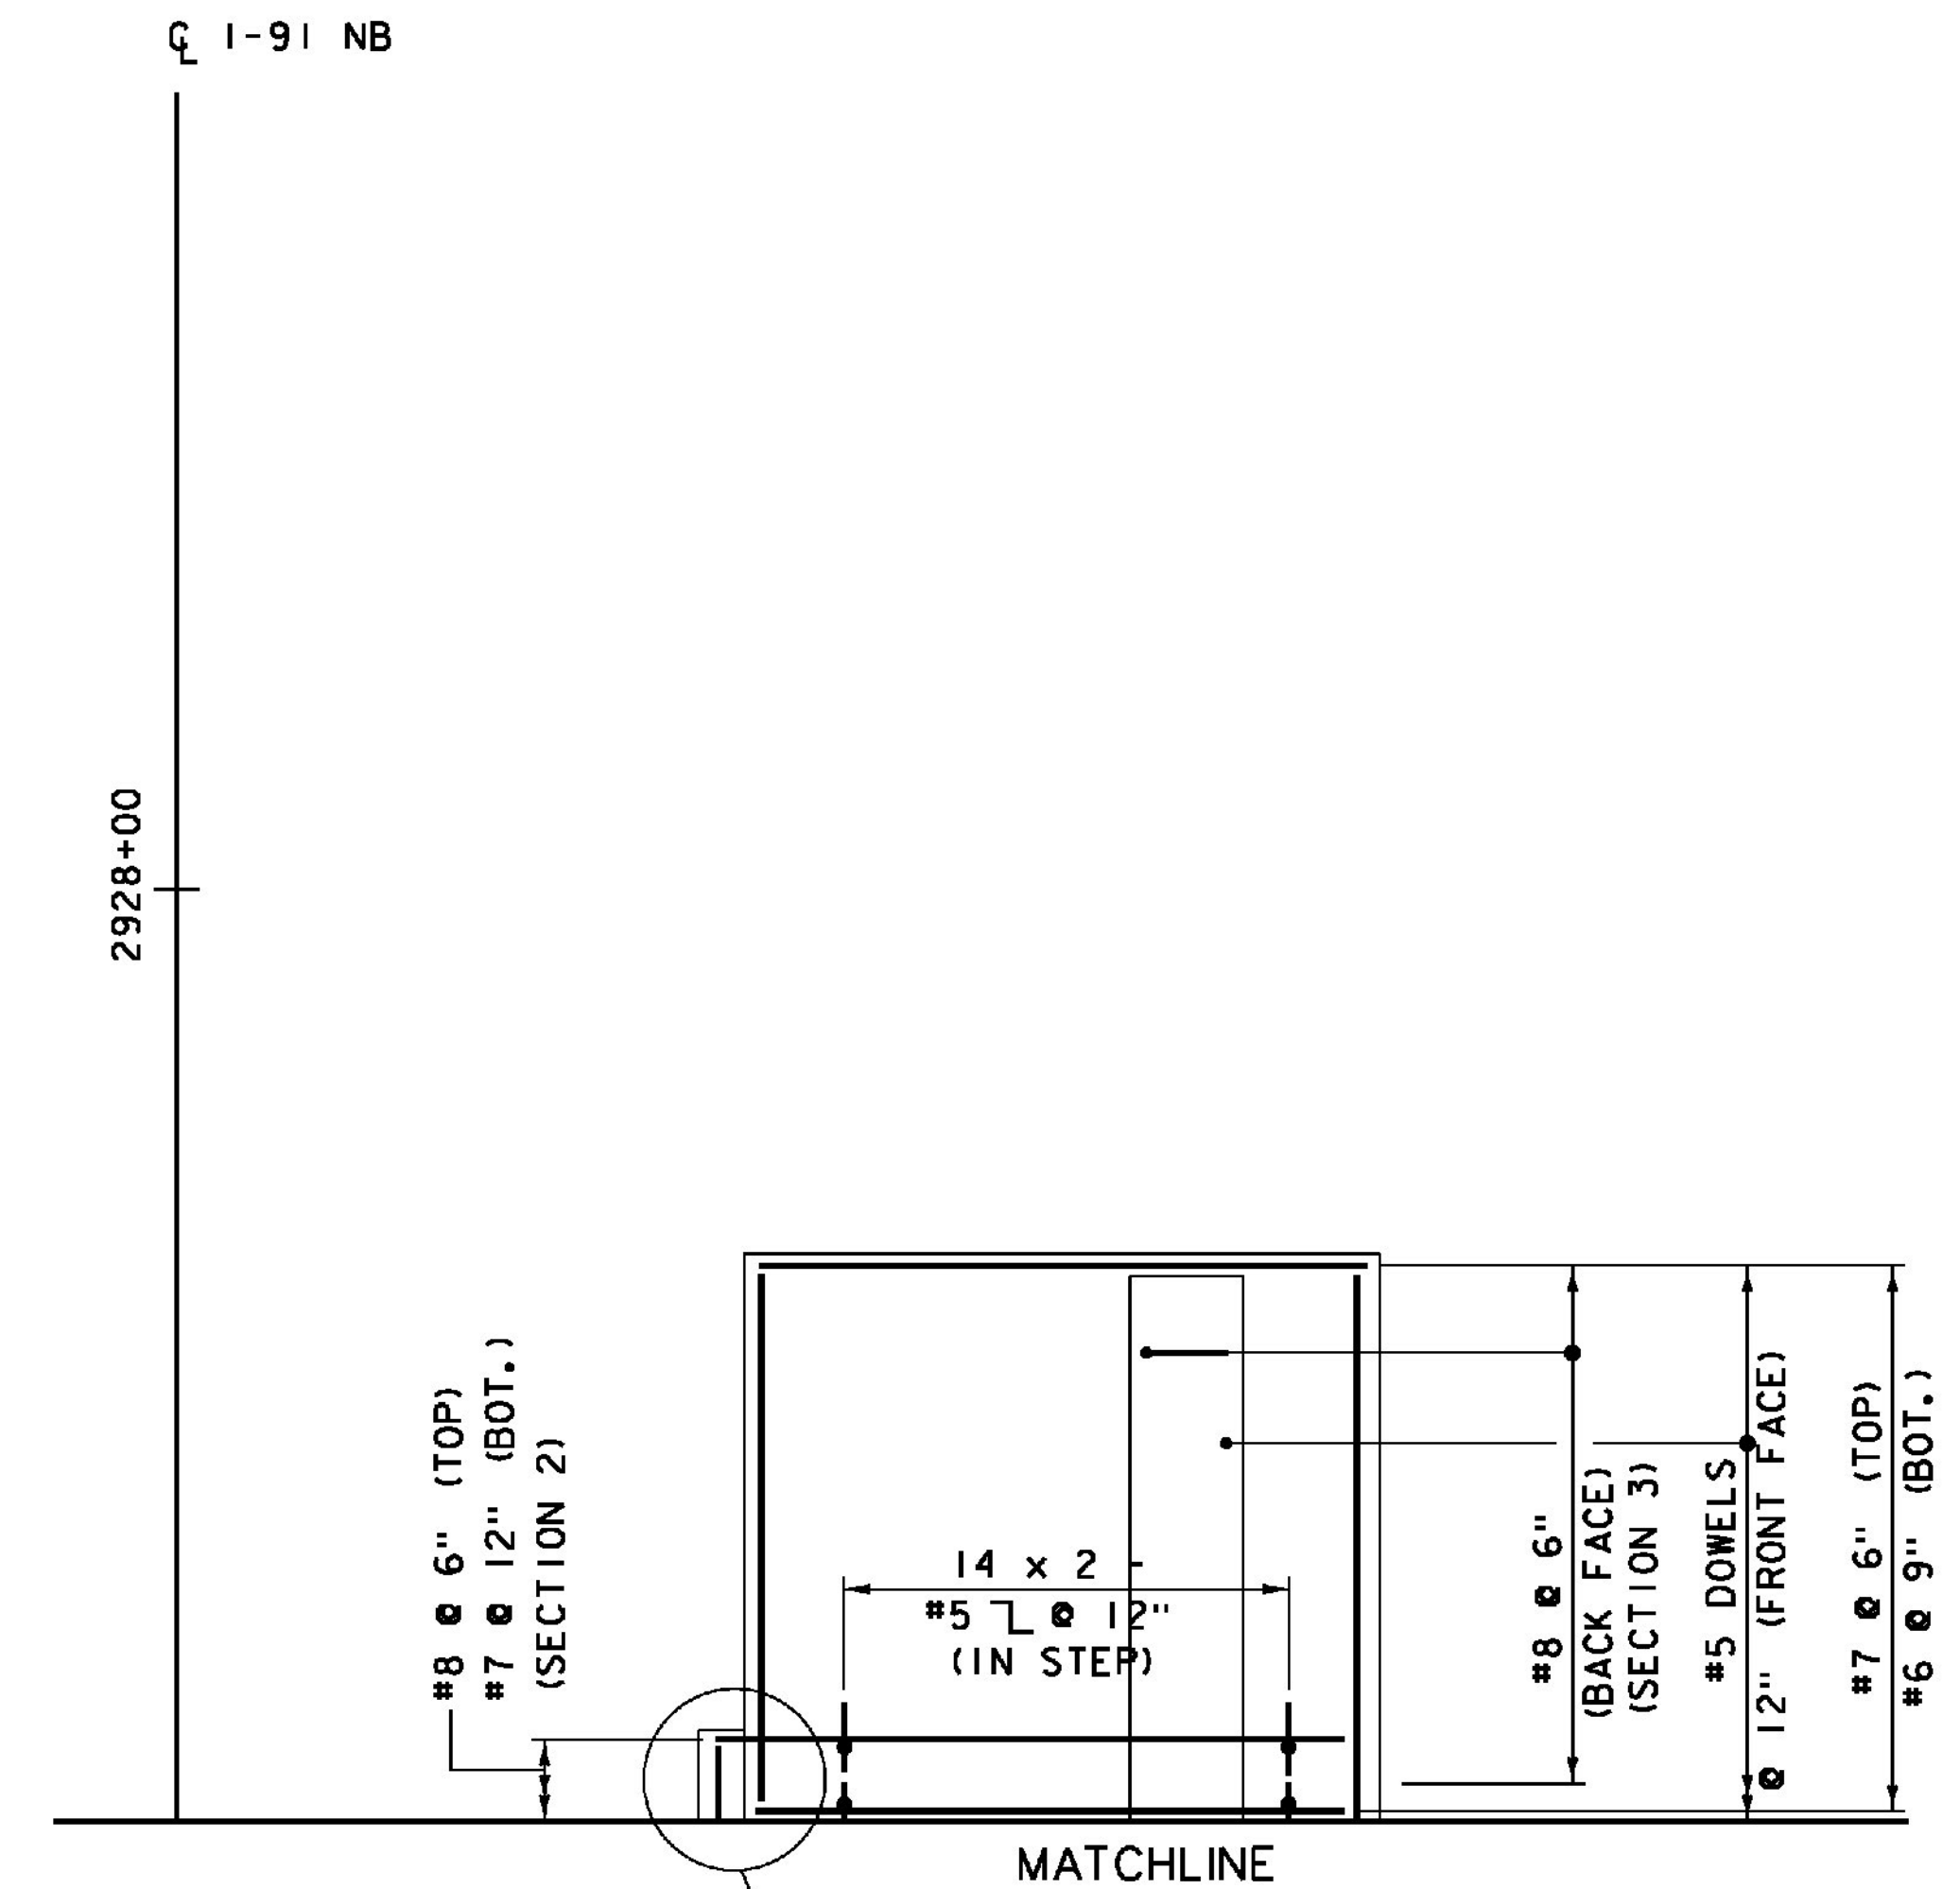 ℄ I-91 NB
2928+00
#8 @ 6" (TOP)
#7 @ 12" (BOT.)
(SECTION 2)
14 x 2 -
#5 @ 12"
(IN STEP)
#8 @ 6"
(BACK FACE)
(SECTION 3)
#5 DOWELS
@ 12" (FRONT FACE)
#7 @ 6" (TOP)
#6 @ 9" (BOT.)
MATCHLINE